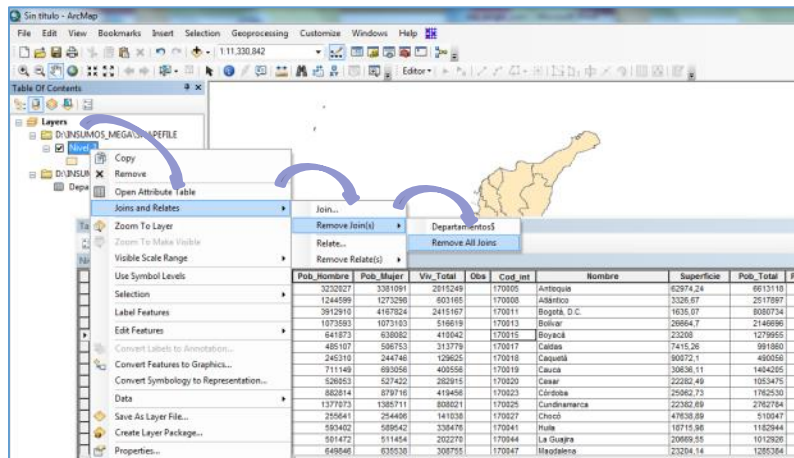 Sin título - ArcMap
File Edit View Bookmarks Insert Selection Geoprocessing Customize Windows Help
1:11.330.842
Editor
Table Of Contents
Layers
D:\INSUMOS_MEGA\SHAPEFILE
Nivel_1
D:\INSUM
Depa
Copy
Remove
Open Attribute Table
Joins and Relates
Zoom To Layer
Zoom To Make Visible
Visible Scale Range
Use Symbol Levels
Selection
Label Features
Edit Features
Convert Labels to Annotation...
Convert Features to Graphics...
Convert Symbology to Representation...
Data
Save As Layer File...
Create Layer Package...
Properties...
Join...
Remove Join(s)
Relate...
Remove Relate(s)
Departamentos$
Remove All Joins
Ta
Pob_Hombre Pob_Mujer Viv_Total Obs Cod_Int Nombre Superficie Pob_Total
3232027 3381091 2015249 170005 Antioquia 62974,24 6613118
1244599 1273298 603165 170008 Atlántico 3326,67 2517897
3912910 4167824 2415167 170011 Bogotá, D.C. 1635,07 8080734
1073593 1073103 516619 170013 Bolívar 26664,7 2146696
641873 638082 410042 170015 Boyacá 23208 1279955
485107 506753 313779 170017 Caldas 7415,26 991860
245310 244746 129625 170018 Caquetá 90072,1 490056
711149 693056 400556 170019 Cauca 30636,11 1404205
526053 527422 282915 170020 Cesar 22282,49 1053475
882814 879716 419456 170023 Córdoba 25062,73 1762530
1377073 1385711 808021 170025 Cundinamarca 22382,69 2762784
255641 254406 141038 170027 Chocó 47638,89 510047
593402 589542 338476 170041 Huila 18715,98 1182944
501472 511454 202270 170044 La Guajira 20669,55 1012926
649846 635538 308755 170047 Magdalena 23204,14 1285384